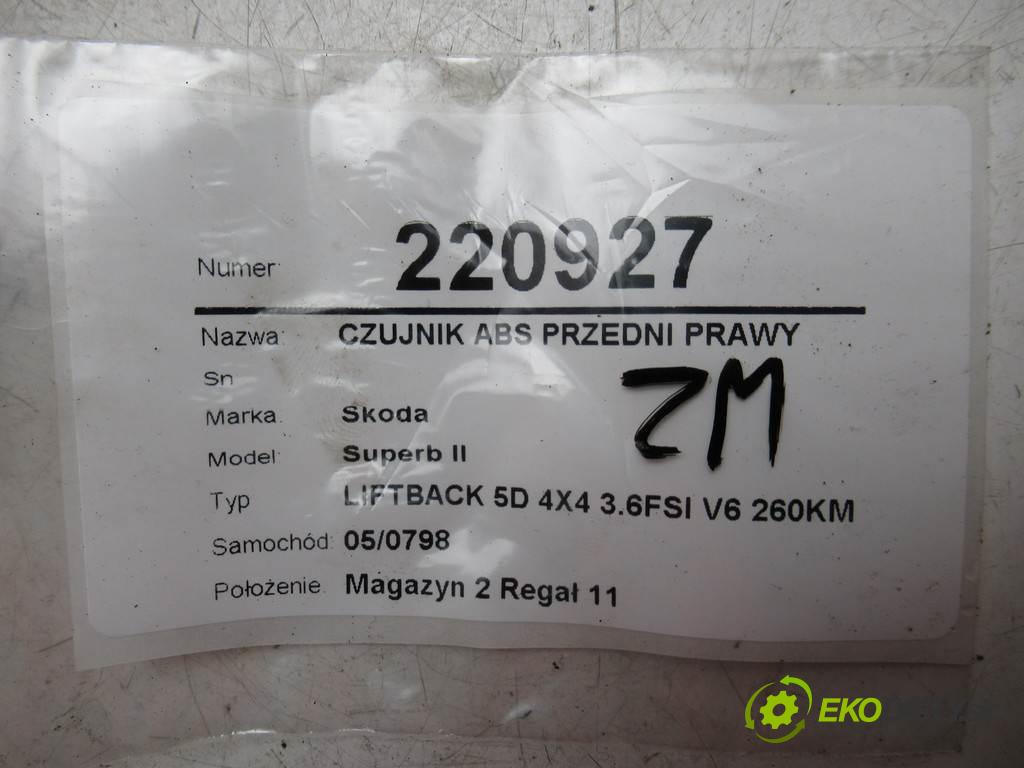 Numer: 220927
Nazwa: CZUJNIK ABS PRZEDNI PRAWY
Sn
ZM
Marka: Skoda
Model: Superb II
Typ LIFTBACK 5D 4X4 3.6FSI V6 260KM
Samochód: 05/0798
Położenie: Magazyn 2 Regał 11
EKO